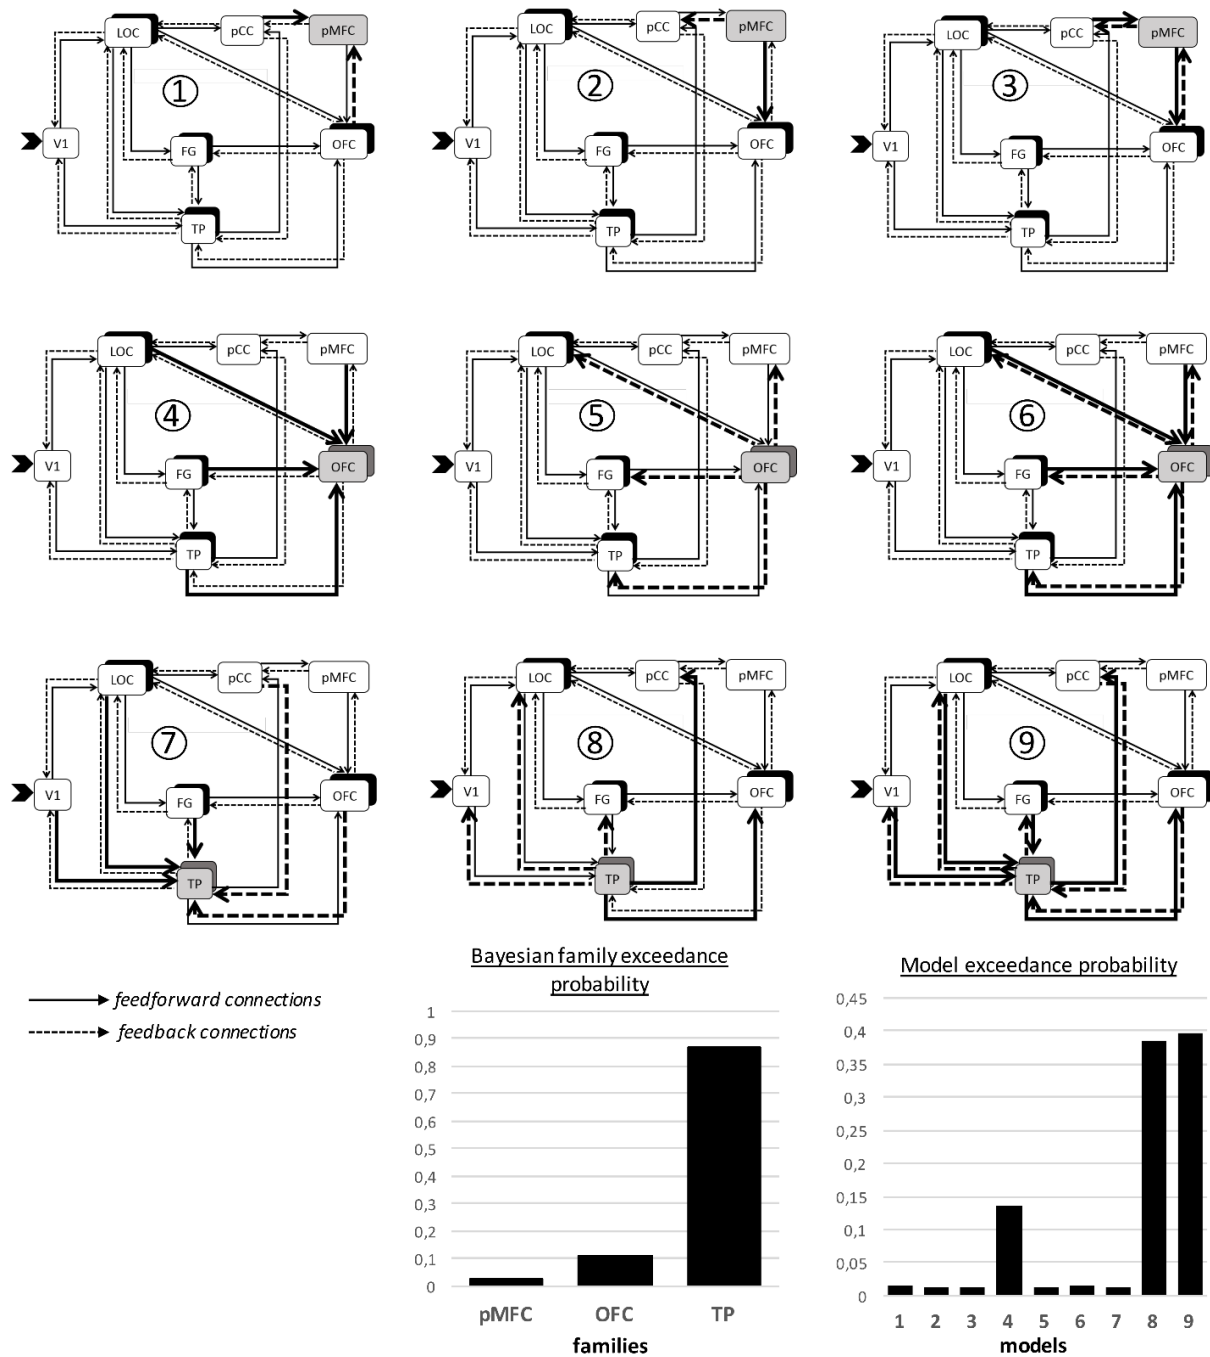 LOC pCC pMFC
1
V1 FG OFC
TP
LOC pCC pMFC
2
V1 FG OFC
TP
LOC pCC pMFC
3
V1 FG OFC
TP
LOC pCC pMFC
4
V1 FG OFC
TP
LOC pCC pMFC
5
V1 FG OFC
TP
LOC pCC pMFC
6
V1 FG OFC
TP
LOC pCC pMFC
7
V1 FG OFC
TP
LOC pCC pMFC
8
V1 FG OFC
TP
LOC pCC pMFC
9
V1 FG OFC
TP
feedforward connections
feedback connections
Bayesian family exceedance
probability
1
0,9
0,8
0,7
0,6
0,5
0,4
0,3
0,2
0,1
0
pMFC OFC TP
families
Model exceedance probability
0,45
0,4
0,35
0,3
0,25
0,2
0,15
0,1
0,05
0
1 2 3 4 5 6 7 8 9
models